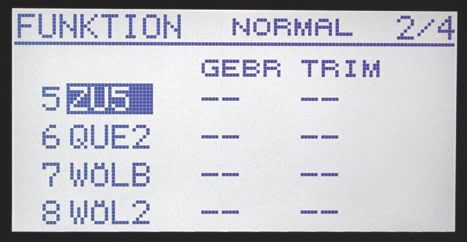 FUNKTION NORMAL 2/4
GEBR TRIM
5 ZU5 -- --
6 QUE2 -- --
7 WÖLB -- --
8 WÖL2 -- --